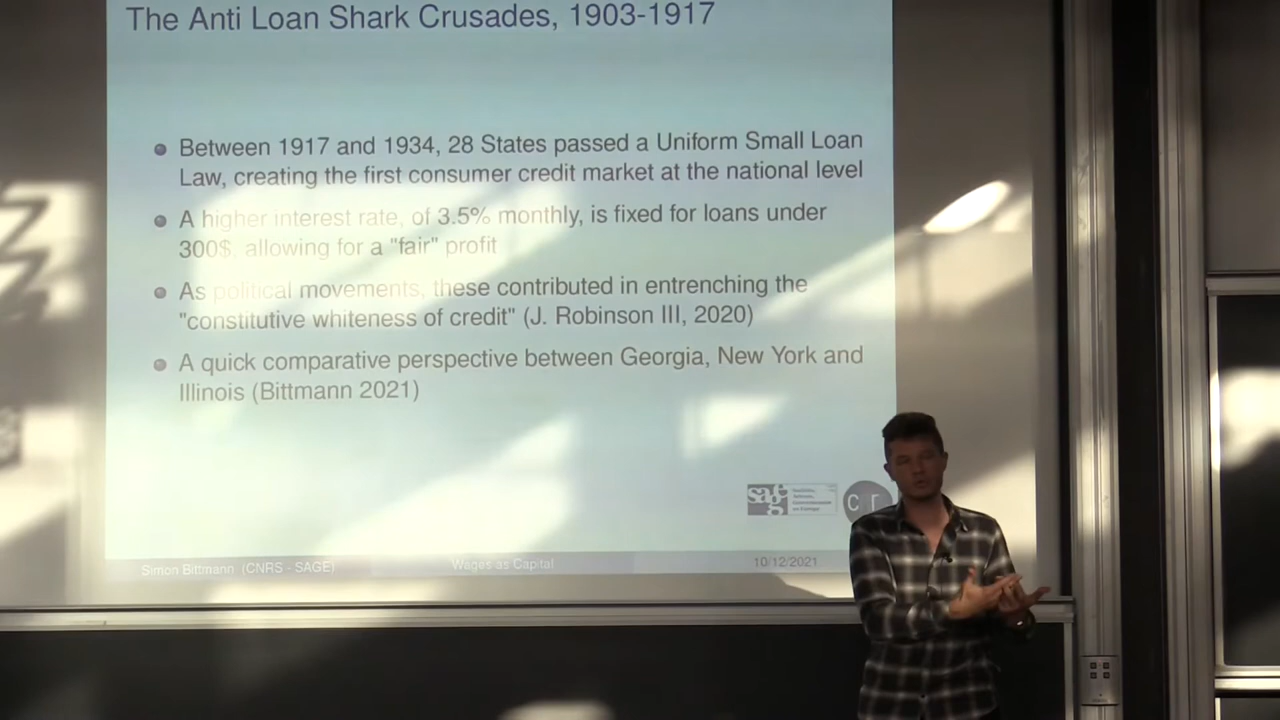 The Anti Loan Shark Crusades, 1903-1917
Between 1917 and 1934, 28 States passed a Uniform Small Loan
Law, creating the first consumer credit market at the national level
A higher interest rate, of 3.5% monthly, is fixed for loans under
300$, allowing for a "fair" profit
As political movements, these contributed in entrenching the
"constitutive whiteness of credit" (J. Robinson III, 2020)
A quick comparative perspective between Georgia, New York and
Illinois (Bittmann 2021)
sage
Simon Bittmann (CNRS - SAGE)
Wages as Capital
10/12/2021